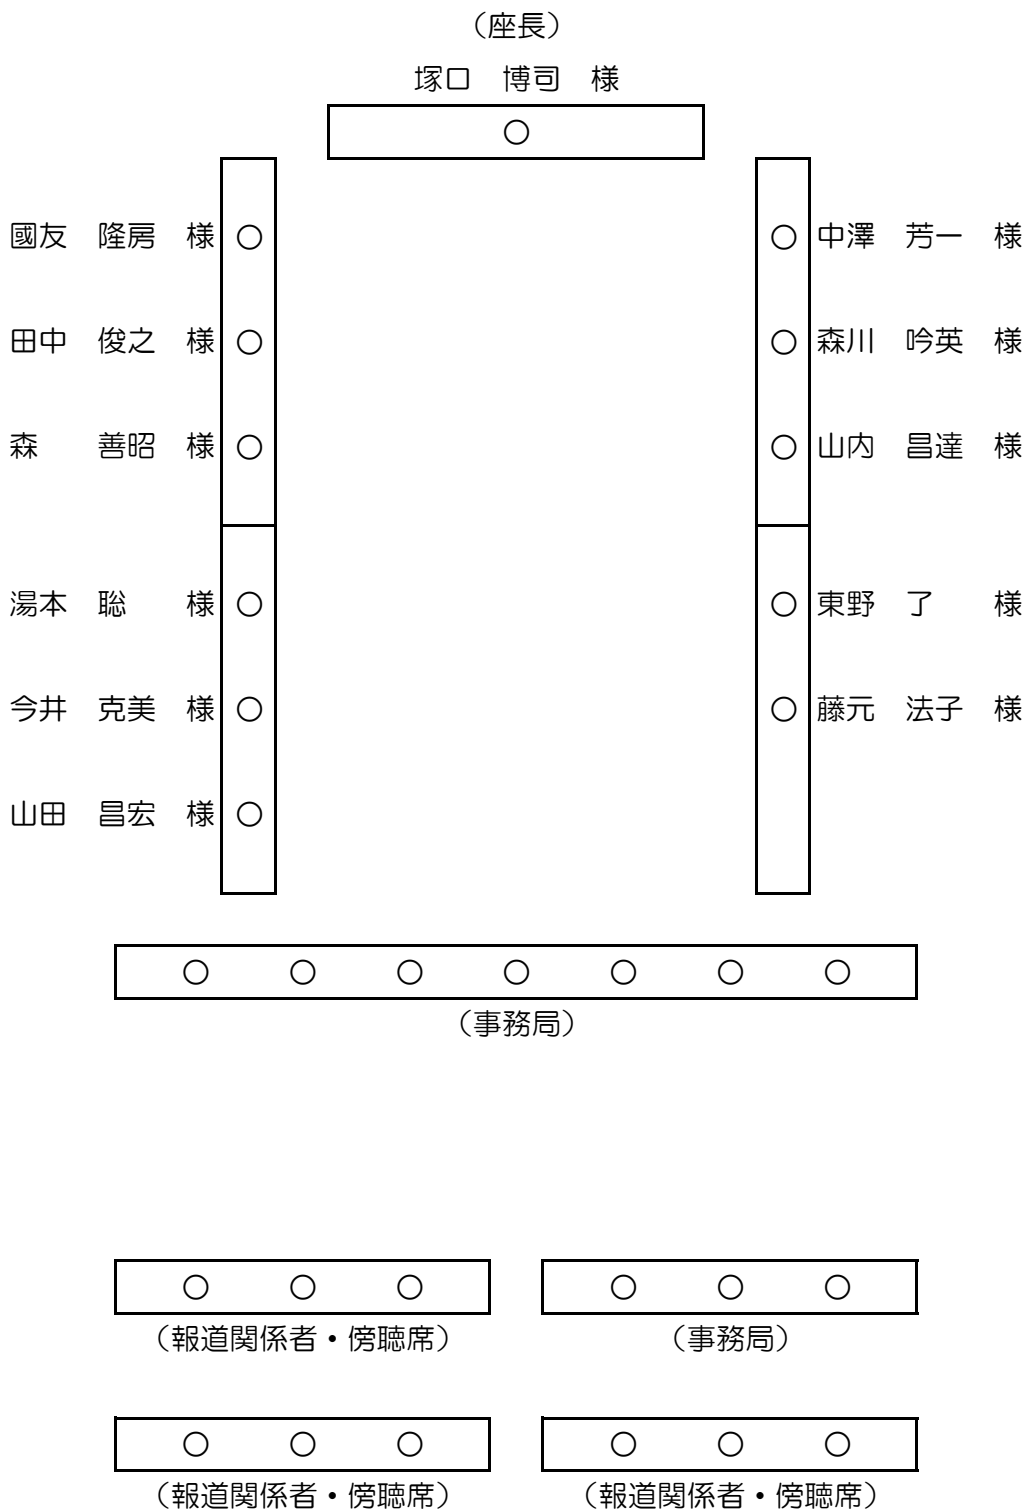 （座長）
塚口　博司　様
○
國友　隆房　様 ○ ○ 中澤　芳一　様
田中　俊之　様 ○ ○ 森川　吟英　様
森　　善昭　様 ○ ○ 山内　昌達　様
湯本　聡　　様 ○ ○ 東野　了　　様
今井　克美　様 ○ ○ 藤元　法子　様
山田　昌宏　様 ○
○ ○ ○ ○ ○ ○ ○
（事務局）
○ ○ ○ ○ ○ ○
（報道関係者・傍聴席） （事務局）
○ ○ ○ ○ ○ ○
（報道関係者・傍聴席） （報道関係者・傍聴席）